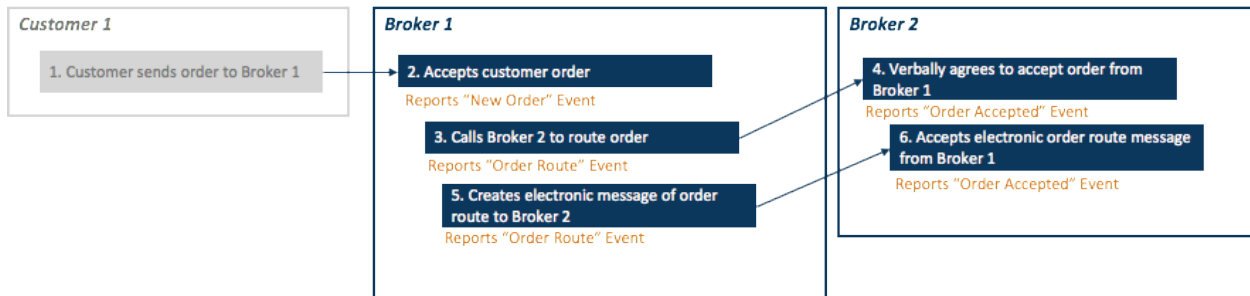 Customer 1
1. Customer sends order to Broker 1
Broker 1
2. Accepts customer order
Reports "New Order" Event
3. Calls Broker 2 to route order
Reports "Order Route" Event
5. Creates electronic message of order
route to Broker 2
Reports "Order Route" Event
Broker 2
4. Verbally agrees to accept order from
Broker 1
Reports "Order Accepted" Event
6. Accepts electronic order route message
from Broker 1
Reports "Order Accepted" Event